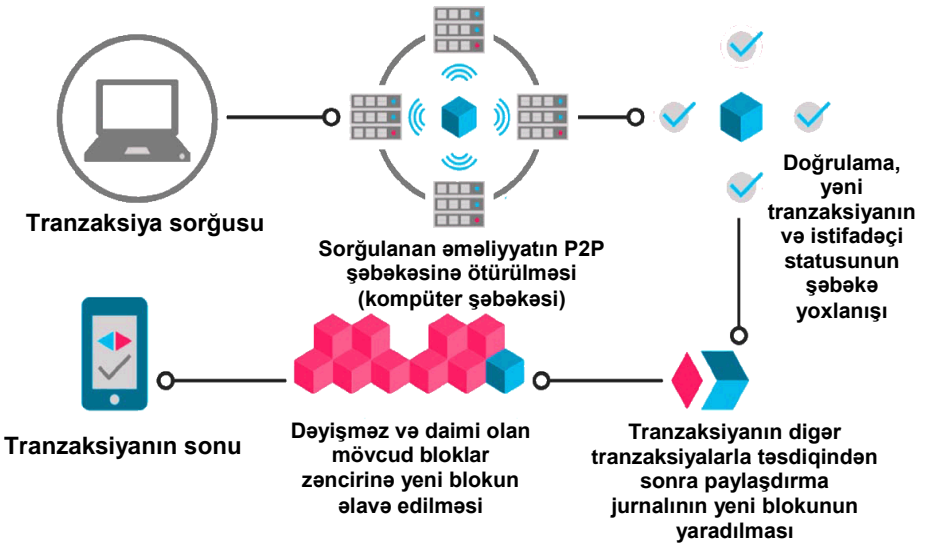 Tranzaksiya sorğusu
Sorğulanan əməliyyatın P2P
şəbəkəsinə ötürülməsi
(kompüter şəbəkəsi)
Doğrulama,
yəni
tranzaksiyanın
və istifadəçi
statusunun
şəbəkə
yoxlanışı
Tranzaksiyanın digər
tranzaksiyalarla təsdiqindən
sonra paylaşdırma
jurnalının yeni blokunun
yaradılması
Dəyişməz və daimi olan
mövcud bloklar
zəncirinə yeni blokun
əlavə edilməsi
Tranzaksiyanın sonu